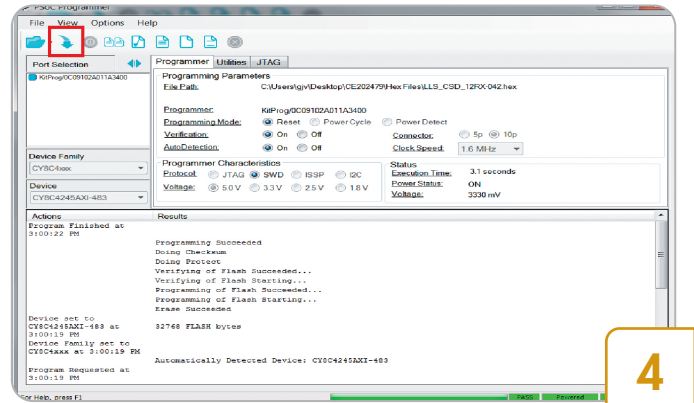 PSoC Programmer
File View Options Help
Port Selection
KitProg/0C09102A011A3400
Device Family
CY8C4xxx
Device
CY8C4245AXI-483
Programmer Utilities JTAG
Programming Parameters
File Path: C:\Users\gjv\Desktop\CE202479\Hex Files\LLS_CSD_12RX-042.hex
Programmer: KitProg/0C09102A011A3400
Programming Mode: Reset Power Cycle Power Detect
Verification: On Off Connector: 5p 10p
AutoDetection: On Off Clock Speed: 1.6 MHz
Programmer Characteristics
Protocol: JTAG SWD ISSP I2C
Voltage: 5.0 V 3.3 V 2.5 V 1.8 V
Status
Execution Time: 3.1 seconds
Power Status: ON
Voltage: 3330 mV
Actions Results
Program Finished at
3:00:22 PM
Programming Succeeded
Doing Checksum
Doing Protect
Verifying of Flash Succeeded...
Verifying of Flash Starting...
Programming of Flash Succeeded...
Programming of Flash Starting...
Erase Succeeded
Device set to
CY8C4245AXI-483 at 32768 FLASH bytes
3:00:19 PM
Device Family set to
CY8C4xxx at 3:00:19 PM
Automatically Detected Device: CY8C4245AXI-483
Program Requested at
3:00:19 PM
For Help, press F1
PASS Powered
4